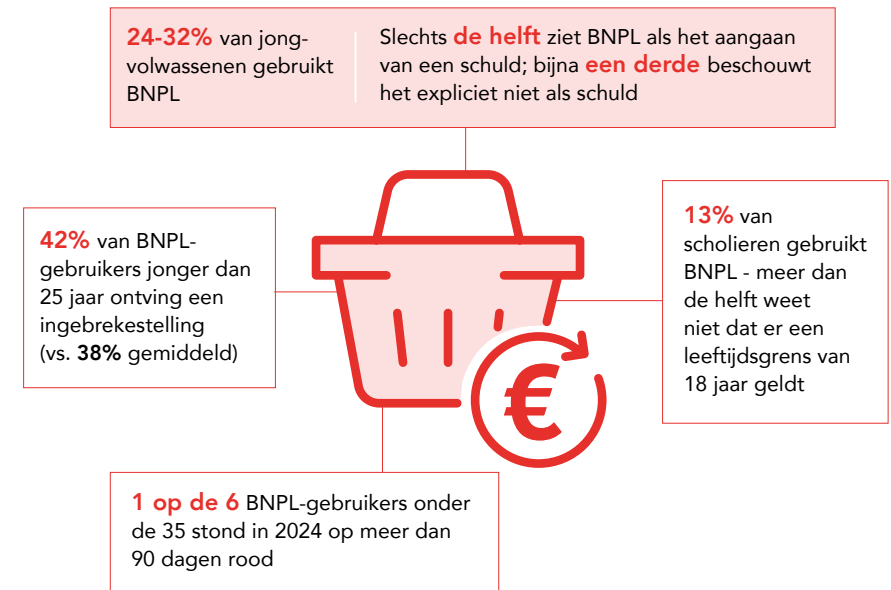 24-32% van jong-
volwassenen gebruikt
BNPL
Slechts de helft ziet BNPL als het aangaan
van een schuld; bijna een derde beschouwt
het expliciet niet als schuld
42% van BNPL-
gebruikers jonger dan
25 jaar ontving een
ingebrekestelling
(vs. 38% gemiddeld)
13% van
scholieren gebruikt
BNPL - meer dan
de helft weet
niet dat er een
leeftijdsgrens van
18 jaar geldt
€
1 op de 6 BNPL-gebruikers onder
de 35 stond in 2024 op meer dan
90 dagen rood